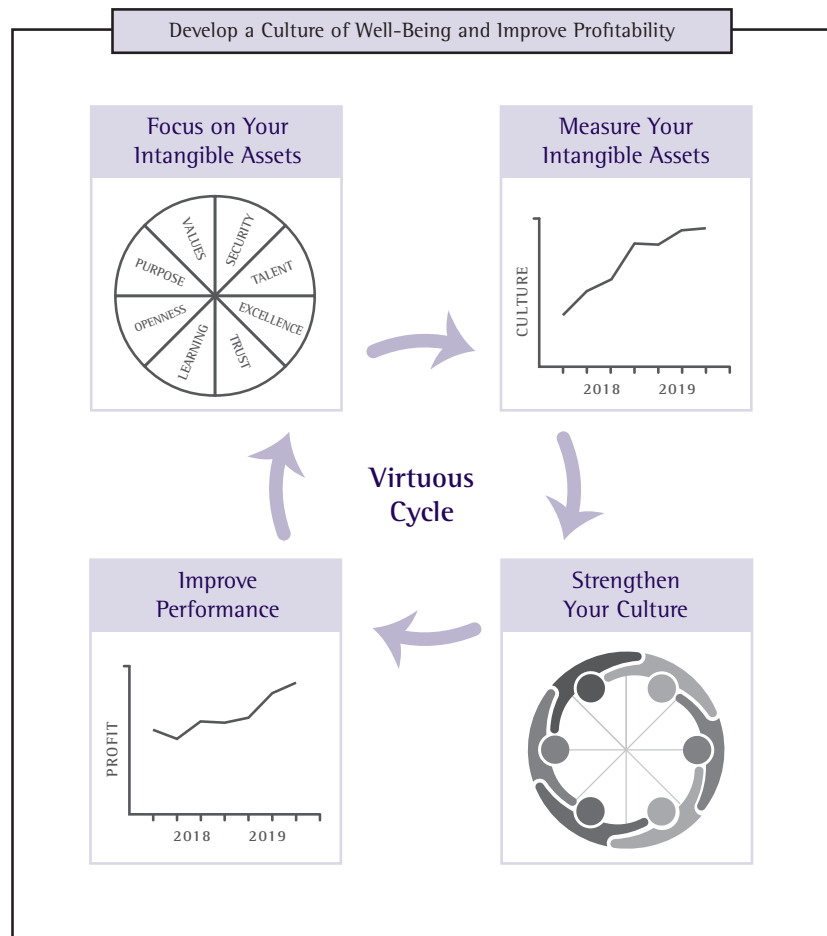 Develop a Culture of Well-Being and Improve Profitability
Focus on Your
Intangible Assets
VALUES
SECURITY
PURPOSE
TALENT
OPENNESS
EXCELLENCE
LEARNING
TRUST
Measure Your
Intangible Assets
CULTURE
2018 2019
Virtuous
Cycle
Improve
Performance
PROFIT
2018 2019
Strengthen
Your Culture